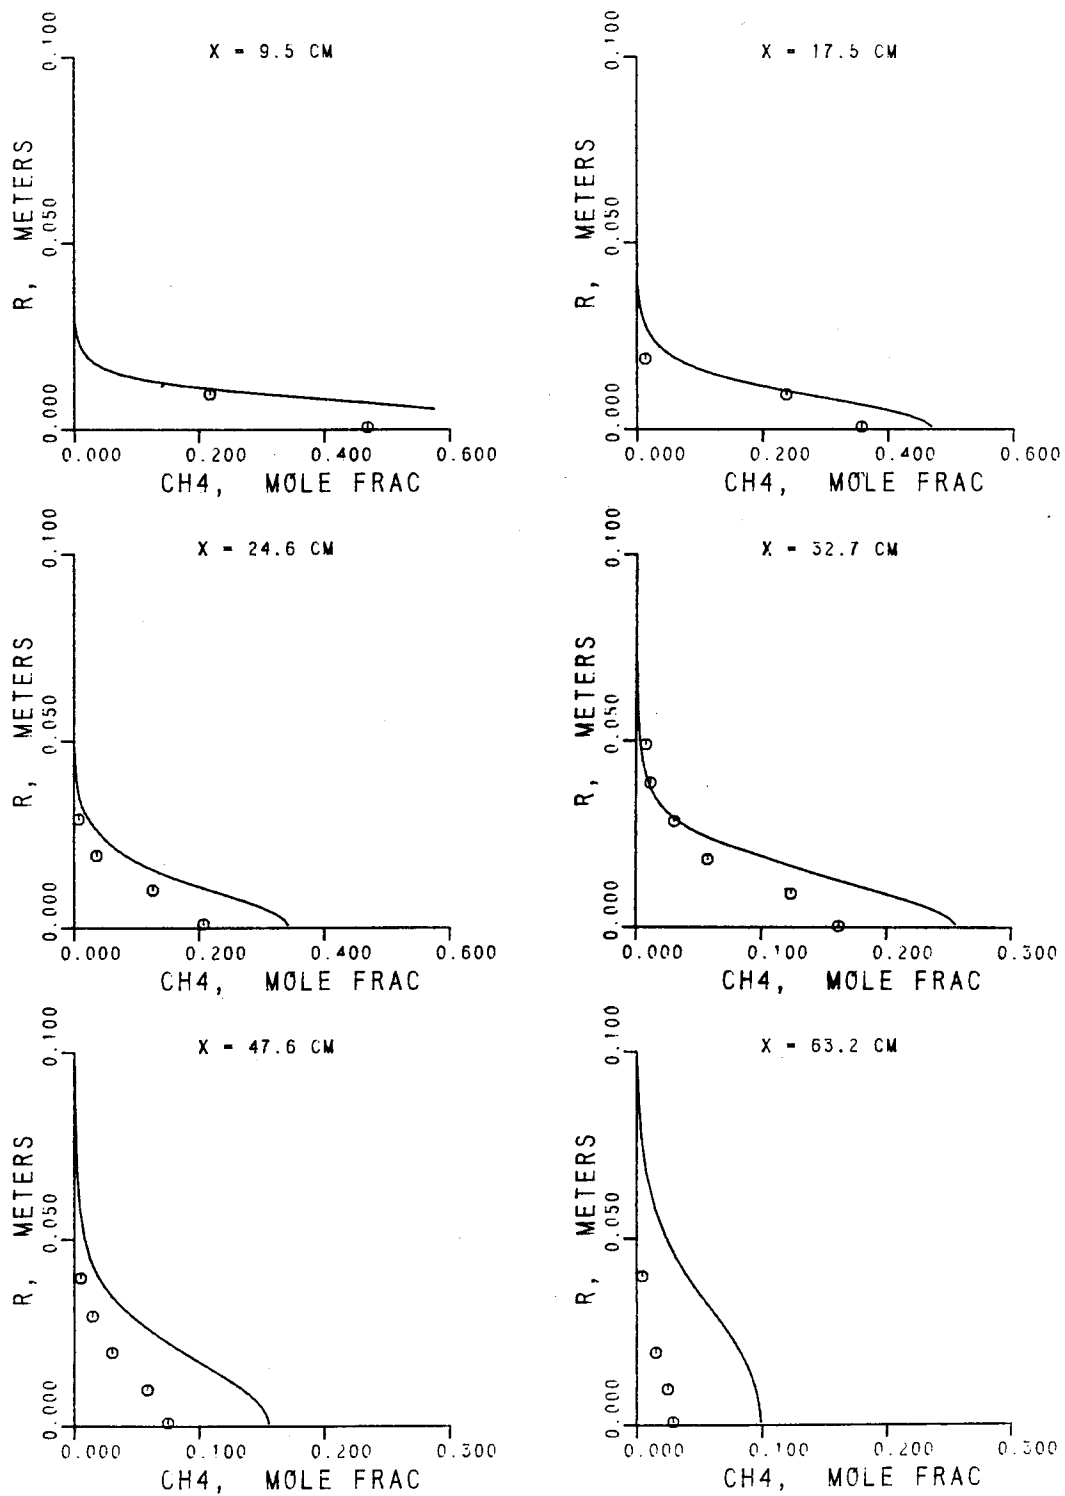 X = 9.5 CM
0.100
0.050
0.000
R, METERS
0.000 0.200 0.400 0.600
CH4, MOLE FRAC
X = 17.5 CM
0.100
0.050
0.000
R, METERS
0.000 0.200 0.400 0.600
CH4, MOLE FRAC
X = 24.6 CM
0.100
0.050
0.000
R, METERS
0.000 0.200 0.400 0.600
CH4, MOLE FRAC
X = 32.7 CM
0.100
0.050
0.000
R, METERS
0.000 0.100 0.200 0.300
CH4, MOLE FRAC
X = 47.6 CM
0.100
0.050
0.000
R, METERS
0.000 0.100 0.200 0.300
CH4, MOLE FRAC
X = 63.2 CM
0.100
0.050
0.000
R, METERS
0.000 0.100 0.200 0.300
CH4, MOLE FRAC